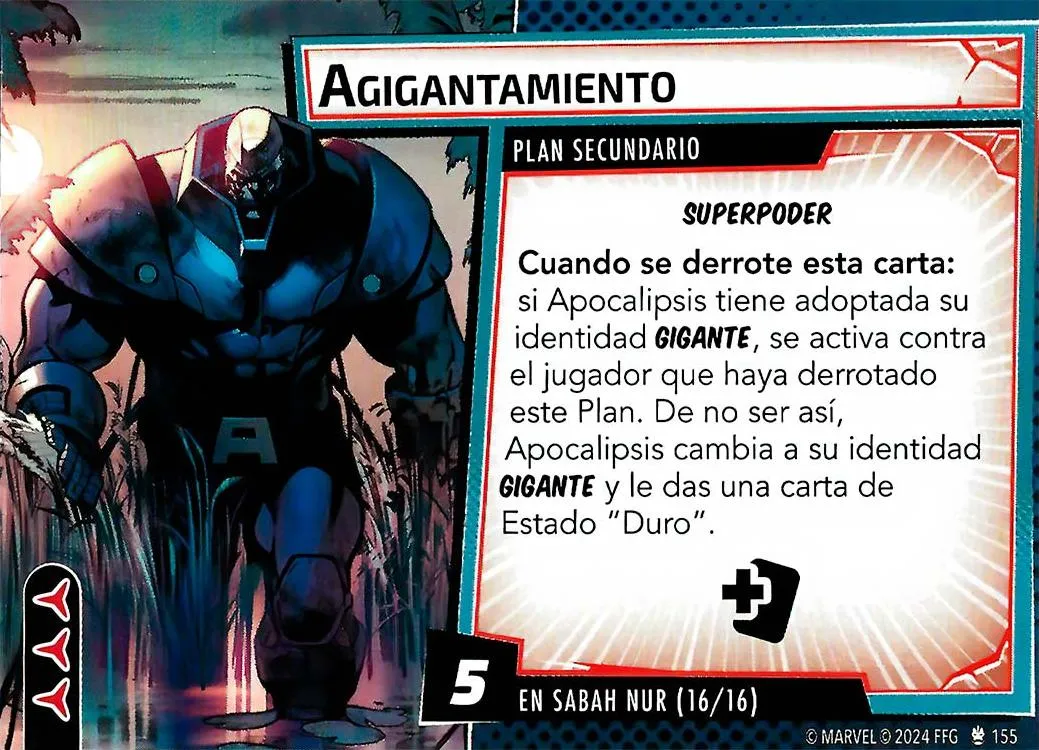 AGIGANTAMIENTO
PLAN SECUNDARIO
SUPERPODER
Cuando se derrote esta carta:
si Apocalipsis tiene adoptada su
identidad GIGANTE, se activa contra
el jugador que haya derrotado
este Plan. De no ser así,
Apocalipsis cambia a su identidad
GIGANTE y le das una carta de
Estado "Duro".
5
EN SABAH NUR (16/16)
© MARVEL © 2024 FFG 155
A